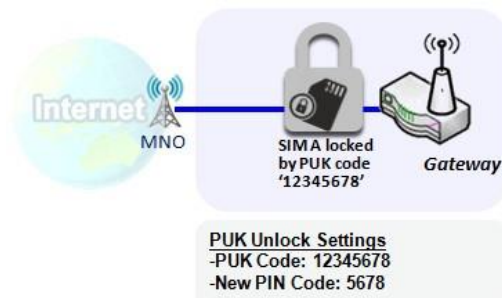 Internet
MNO
SIM A locked
by PUK code
'12345678'
Gateway
PUK Unlock Settings
-PUK Code: 12345678
-New PIN Code: 5678